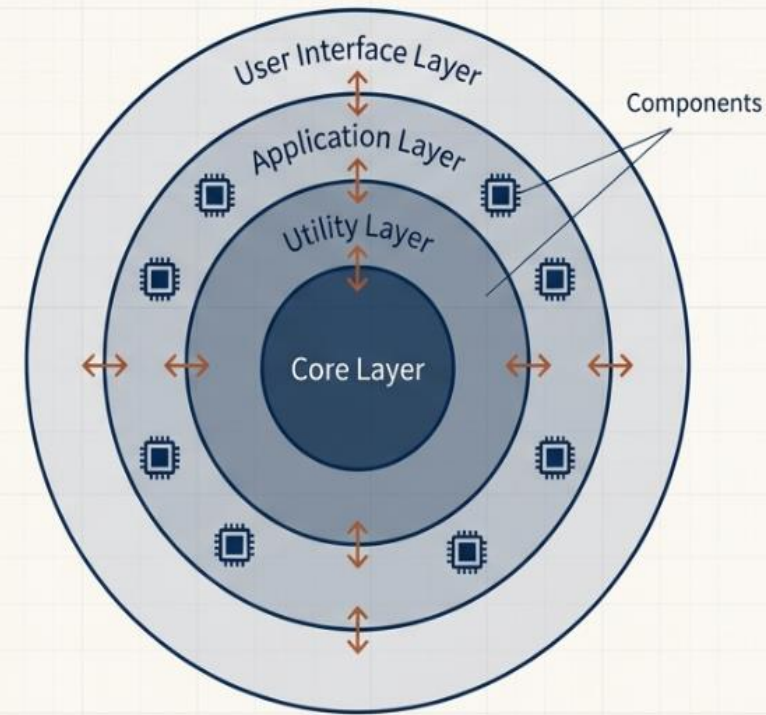 User Interface Layer
Components
Application Layer
Utility Layer
Core Layer